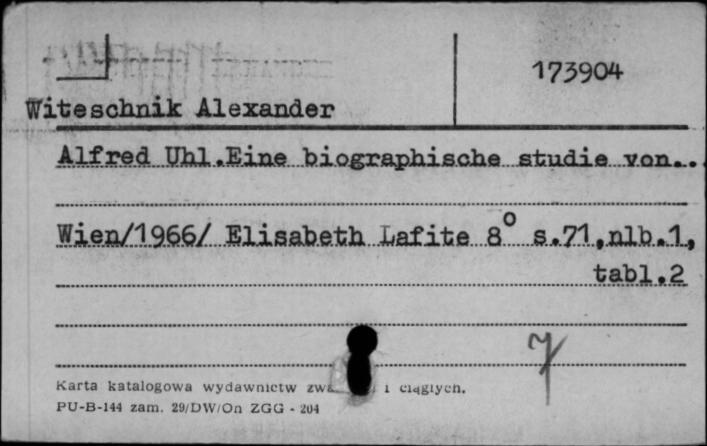 173904
Witeschnik Alexander
Alfred Uhl.Eine biographische studie von...
Wien/1966/ Elisabeth Lafite 8° s.71,nlb.1,
tabl.2
7
Karta katalogowa wydawnictw i ciągłych.
PU-B-144 zam. 29/DW/On ZGG - 204